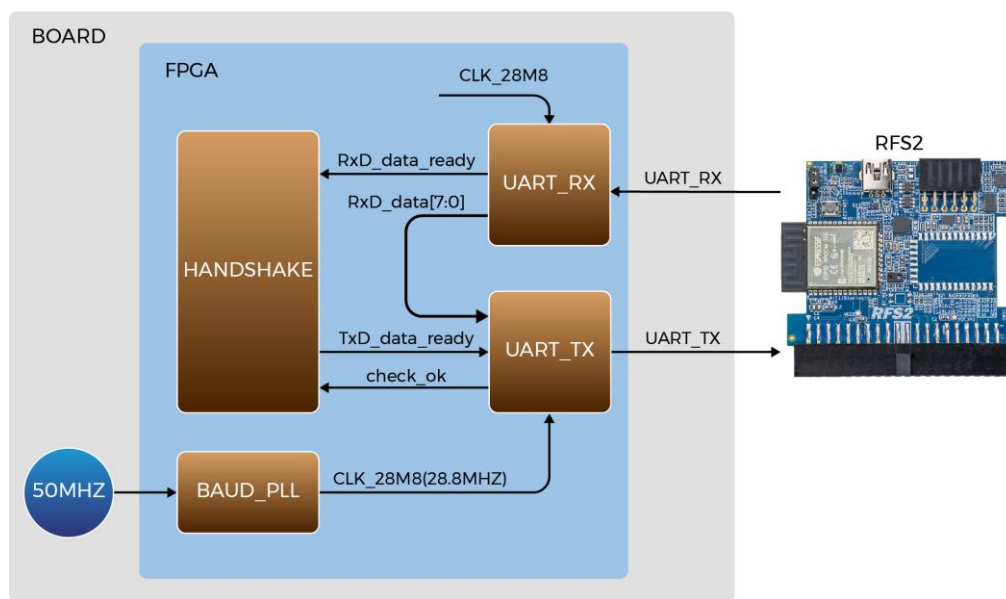 BOARD
FPGA
CLK_28M8
RFS2
RxD_data_ready
UART_RX
UART_RX
RxD_data[7:0]
HANDSHAKE
TxD_data_ready
UART_TX
UART_TX
check_ok
50MHZ
BAUD_PLL
CLK_28M8(28.8MHZ)
RFS2